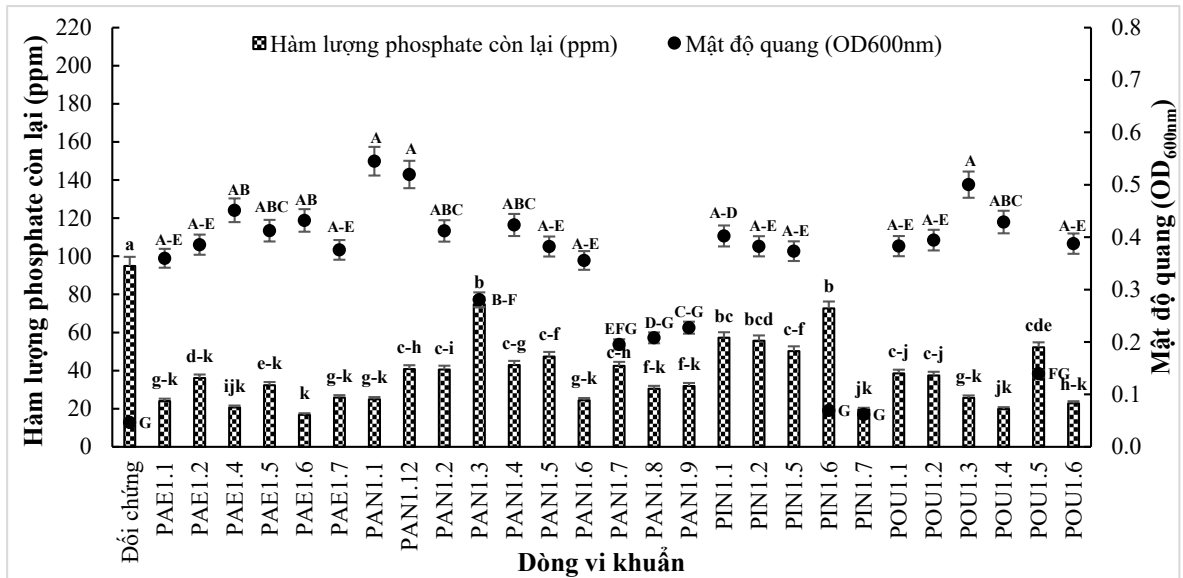 Hàm lượng phosphate còn lại (ppm)
Mật độ quang (OD600nm)
Hàm lượng phosphate còn lại (ppm)
220
200
180
160
140
120
100
80
60
40
20
0
a
g-k
d-k
ijk
e-k
k
g-k
g-k
c-h
c-i
b
c-g
c-f
g-k
c-h
f-k
f-k
bc
bcd
c-f
b
jk
c-j
c-j
g-k
jk
cde
h-k
G
A-E
A-E
AB
ABC
AB
A-E
A
A
ABC
B-F
ABC
A-E
A-E
EFG
D-G
C-G
A-D
A-E
A-E
G
G
A-E
A-E
A
ABC
FG
A-E
0.8
0.7
0.6
0.5
0.4
0.3
0.2
0.1
0.0
Mật độ quang (OD600nm)
Đối chứng
PAE1.1
PAE1.2
PAE1.4
PAE1.5
PAE1.6
PAE1.7
PAN1.1
PAN1.12
PAN1.2
PAN1.3
PAN1.4
PAN1.5
PAN1.6
PAN1.7
PAN1.8
PAN1.9
PIN1.1
PIN1.2
PIN1.5
PIN1.6
PIN1.7
POU1.1
POU1.2
POU1.3
POU1.4
POU1.5
POU1.6
Dòng vi khuẩn